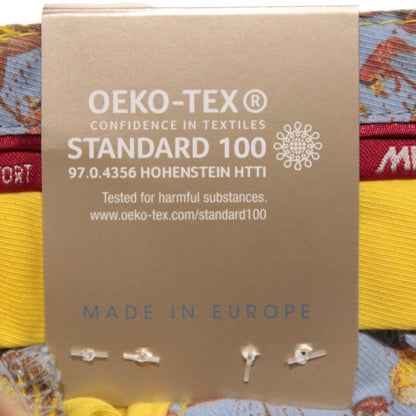 OEKO-TEX®
CONFIDENCE IN TEXTILES
STANDARD 100
97.0.4356 HOHENSTEIN HTTI
Tested for harmful substances.
www.oeko-tex.com/standard100
MADE IN EUROPE